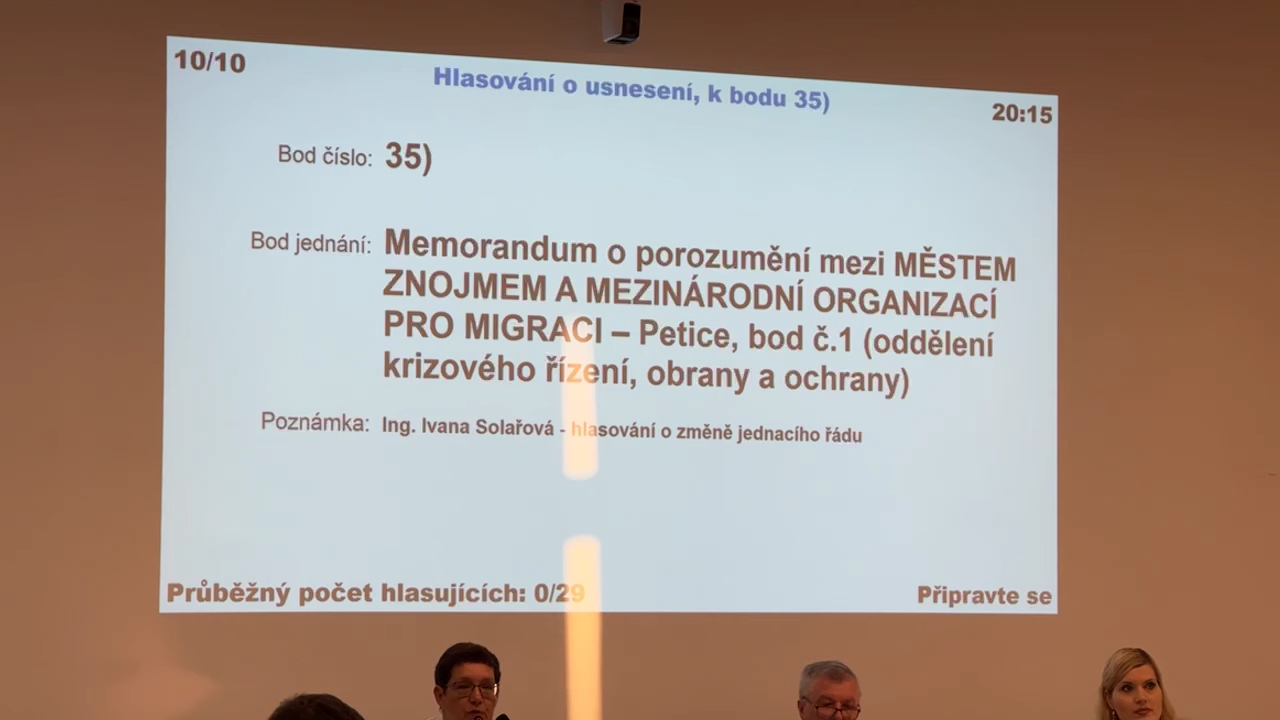 10/10
Hlasování o usnesení, k bodu 35)
20:15
Bod číslo: 35)
Bod jednání: Memorandum o porozumění mezi MĚSTEM
ZNOJMEM A MEZINÁRODNÍ ORGANIZACÍ
PRO MIGRACI – Petice, bod č.1 (oddělení
krizového řízení, obrany a ochrany)
Poznámka: Ing. Ivana Solařová - hlasování o změně jednacího řádu
Průběžný počet hlasujících: 0/29
Připravte se